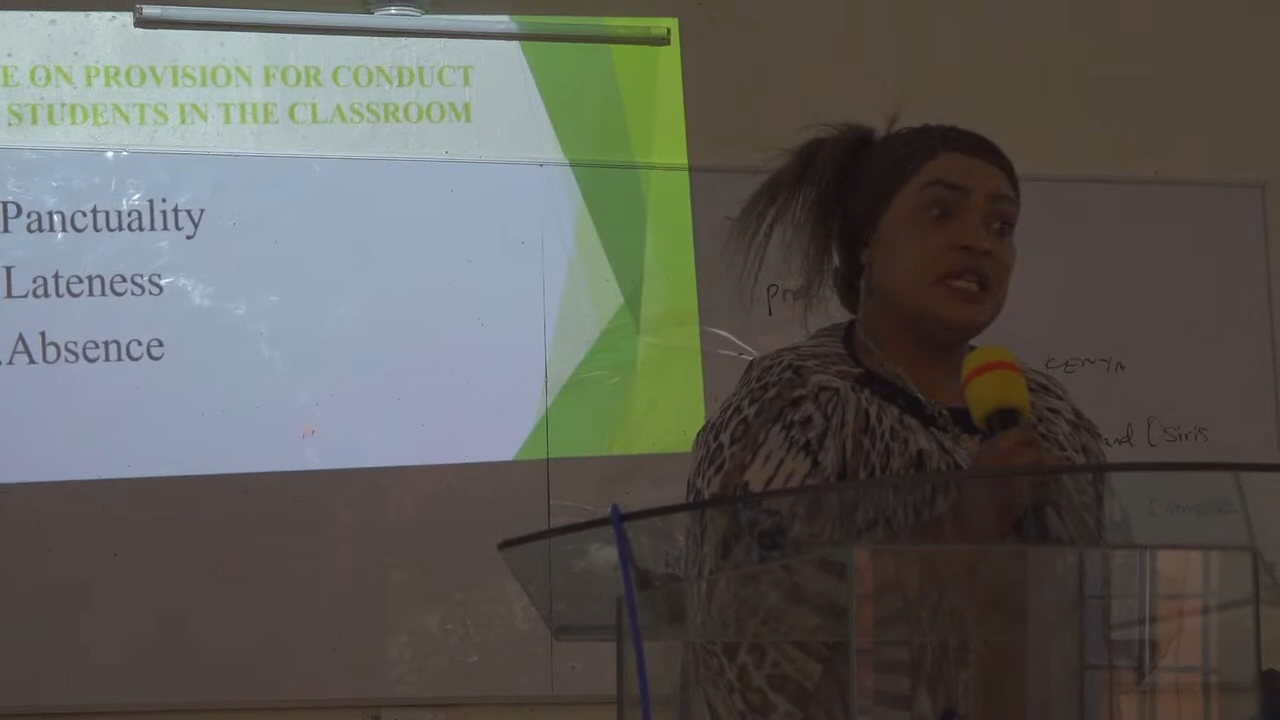 E ON PROVISION FOR CONDUCT
STUDENTS IN THE CLASSROOM
Panctuality
Lateness
.Absence
KENYA
and Osiris